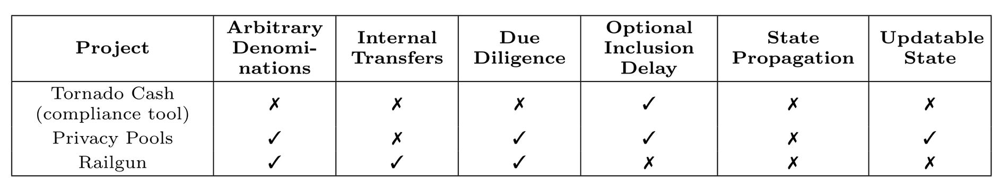 Project
Arbitrary
Denomi-
nations
Internal
Transfers
Due
Diligence
Optional
Inclusion
Delay
State
Propagation
Updatable
State
Tornado Cash
(compliance tool)
✗ ✗ ✗ ✓ ✗ ✗
Privacy Pools ✓ ✗ ✓ ✓ ✗ ✓
Railgun ✓ ✓ ✓ ✗ ✗ ✗